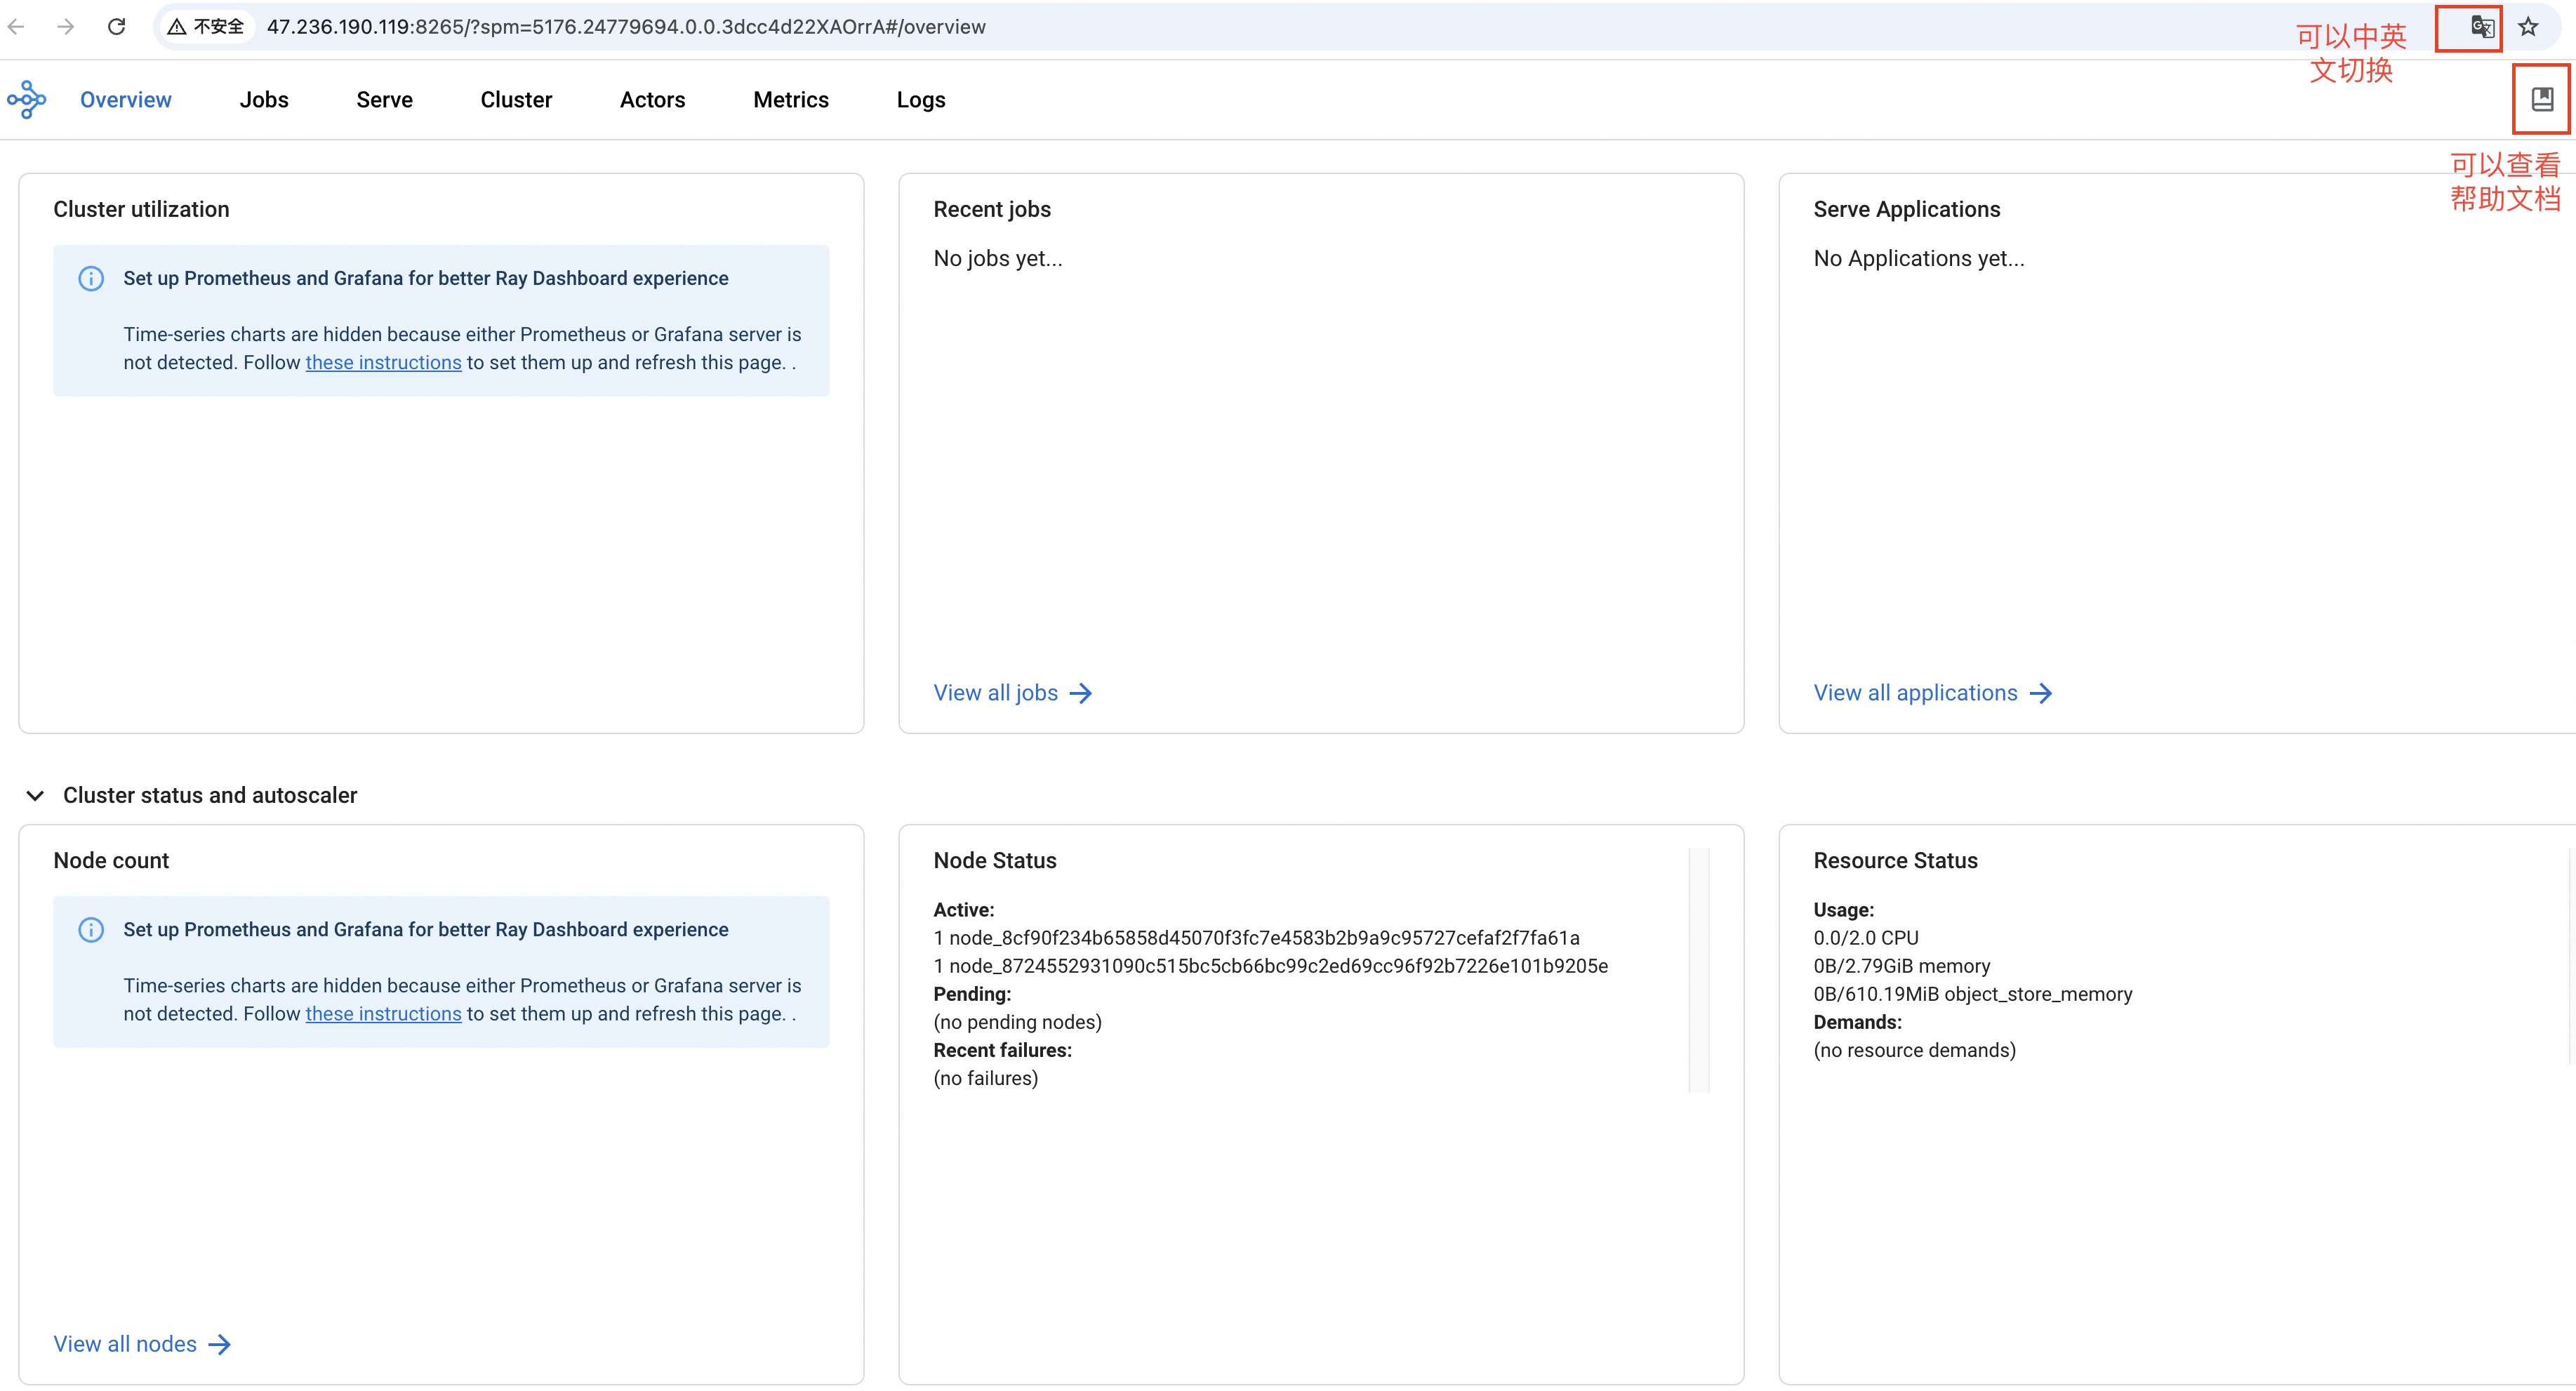 不安全 47.236.190.119:8265/?spm=5176.24779694.0.0.3dcc4d22XAOrrA#/overview
可以中英
文切换
Overview Jobs Serve Cluster Actors Metrics Logs
可以查看
帮助文档
Cluster utilization
Set up Prometheus and Grafana for better Ray Dashboard experience
Time-series charts are hidden because either Prometheus or Grafana server is
not detected. Follow these instructions to set them up and refresh this page. .
Recent jobs
No jobs yet...
View all jobs
Serve Applications
No Applications yet...
View all applications
Cluster status and autoscaler
Node count
Set up Prometheus and Grafana for better Ray Dashboard experience
Time-series charts are hidden because either Prometheus or Grafana server is
not detected. Follow these instructions to set them up and refresh this page. .
View all nodes
Node Status
Active:
1 node_8cf90f234b65858d45070f3fc7e4583b2b9a9c95727cefaf2f7fa61a
1 node_8724552931090c515bc5cb66bc99c2ed69cc96f92b7226e101b9205e
Pending:
(no pending nodes)
Recent failures:
(no failures)
Resource Status
Usage:
0.0/2.0 CPU
0B/2.79GiB memory
0B/610.19MiB object_store_memory
Demands:
(no resource demands)